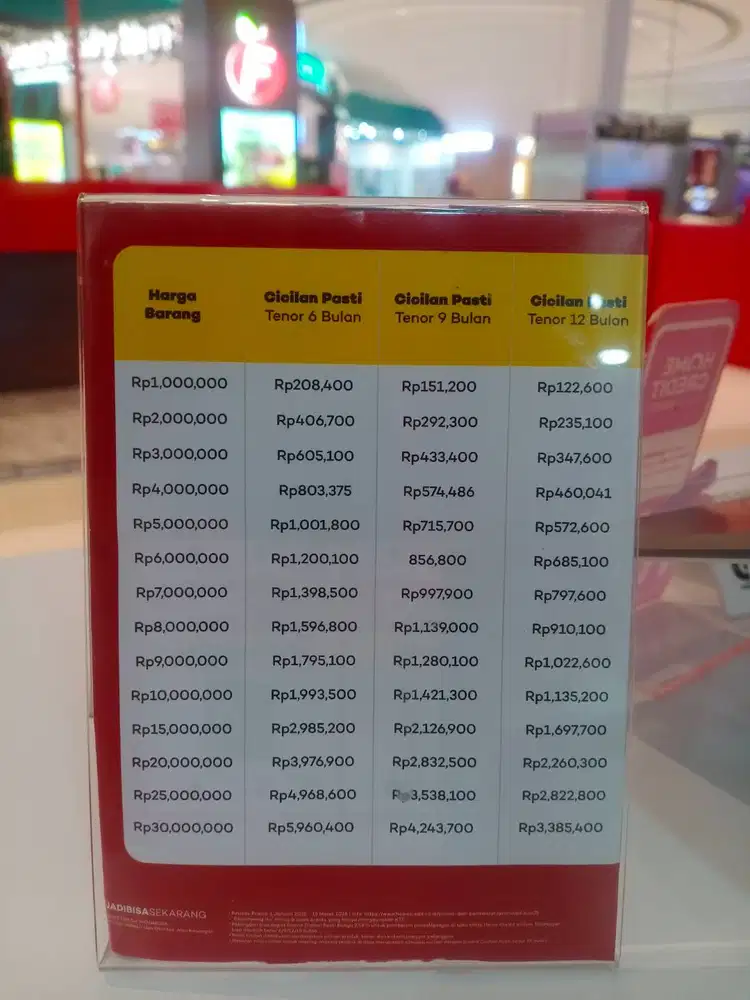 Harga Barang
Cicilan Pasti Tenor 6 Bulan
Cicilan Pasti Tenor 9 Bulan
Cicilan Pasti Tenor 12 Bulan
Rp1,000,000 Rp208,400 Rp151,200 Rp122,600
Rp2,000,000 Rp406,700 Rp292,300 Rp235,100
Rp3,000,000 Rp605,100 Rp433,400 Rp347,600
Rp4,000,000 Rp803,375 Rp574,486 Rp460,041
Rp5,000,000 Rp1,001,800 Rp715,700 Rp572,600
Rp6,000,000 Rp1,200,100 856,800 Rp685,100
Rp7,000,000 Rp1,398,500 Rp997,900 Rp797,600
Rp8,000,000 Rp1,596,800 Rp1,139,000 Rp910,100
Rp9,000,000 Rp1,795,100 Rp1,280,100 Rp1,022,600
Rp10,000,000 Rp1,993,500 Rp1,421,300 Rp1,135,200
Rp15,000,000 Rp2,985,200 Rp2,126,900 Rp1,697,700
Rp20,000,000 Rp3,976,900 Rp2,832,500 Rp2,260,300
Rp25,000,000 Rp4,968,600 Rp3,538,100 Rp2,822,800
Rp30,000,000 Rp5,960,400 Rp4,243,700 Rp3,385,400
JADIBISASEKARANG
HOME
CREDIT